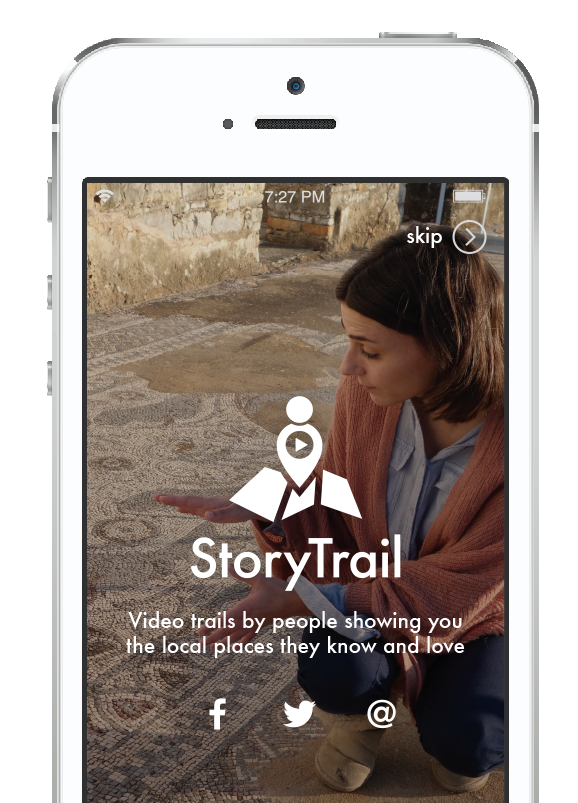 7:27 PM
skip
StoryTrail
Video trails by people showing you
the local places they know and love
f
@